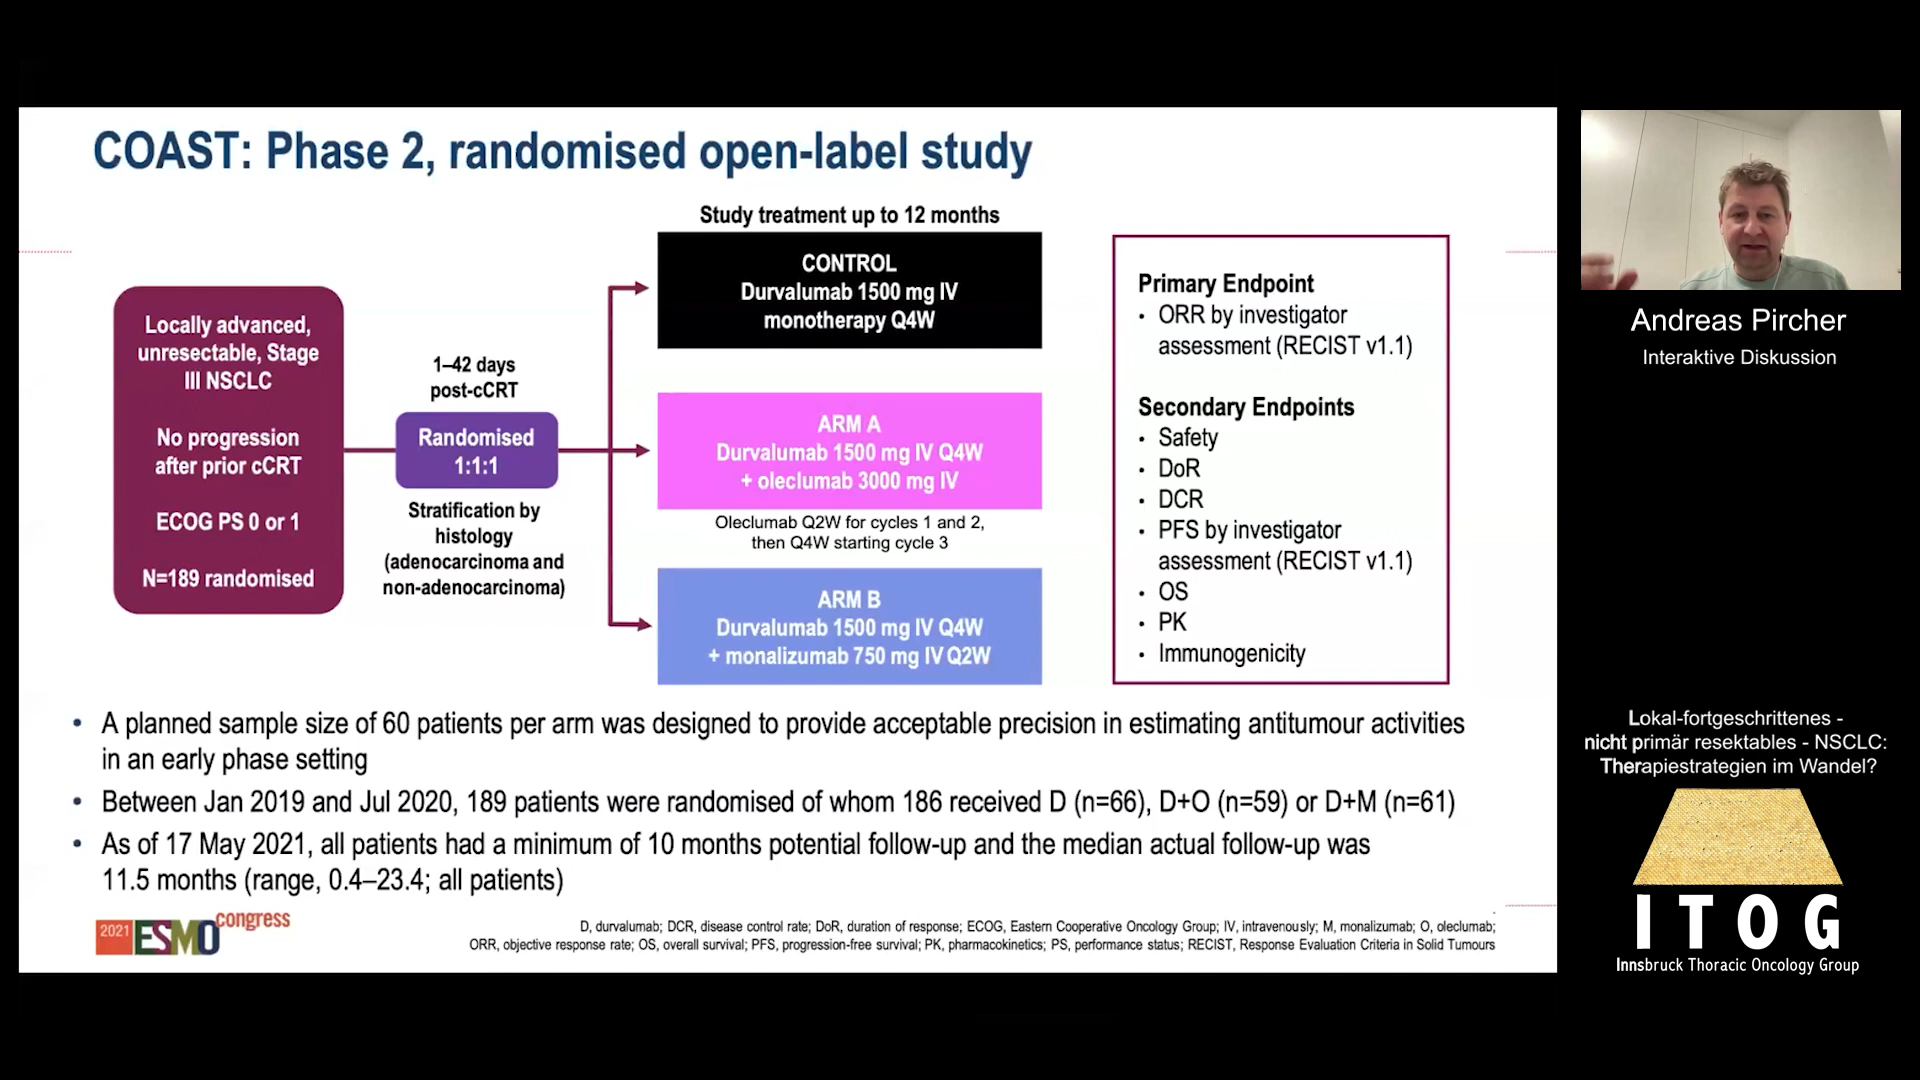 COAST: Phase 2, randomised open-label study
Study treatment up to 12 months
Locally advanced,
unresectable, Stage
III NSCLC
No progression
after prior cCRT
ECOG PS 0 or 1
N=189 randomised
1–42 days
post-cCRT
Randomised
1:1:1
Stratification by
histology
(adenocarcinoma and
non-adenocarcinoma)
CONTROL
Durvalumab 1500 mg IV
monotherapy Q4W
ARM A
Durvalumab 1500 mg IV Q4W
+ oleclumab 3000 mg IV
Oleclumab Q2W for cycles 1 and 2,
then Q4W starting cycle 3
ARM B
Durvalumab 1500 mg IV Q4W
+ monalizumab 750 mg IV Q2W
Primary Endpoint
• ORR by investigator
assessment (RECIST v1.1)
Secondary Endpoints
• Safety
• DoR
• DCR
• PFS by investigator
assessment (RECIST v1.1)
• OS
• PK
• Immunogenicity
• A planned sample size of 60 patients per arm was designed to provide acceptable precision in estimating antitumour activities
in an early phase setting
• Between Jan 2019 and Jul 2020, 189 patients were randomised of whom 186 received D (n=66), D+O (n=59) or D+M (n=61)
• As of 17 May 2021, all patients had a minimum of 10 months potential follow-up and the median actual follow-up was
11.5 months (range, 0.4–23.4; all patients)
2021 ESMO congress
D, durvalumab; DCR, disease control rate; DoR, duration of response; ECOG, Eastern Cooperative Oncology Group; IV, intravenously; M, monalizumab; O, oleclumab;
ORR, objective response rate; OS, overall survival; PFS, progression-free survival; PK, pharmacokinetics; PS, performance status; RECIST, Response Evaluation Criteria in Solid Tumours
Andreas Pircher
Interaktive Diskussion
Lokal-fortgeschrittenes -
nicht primär resektables - NSCLC:
Therapiestrategien im Wandel?
ITOG
Innsbruck Thoracic Oncology Group